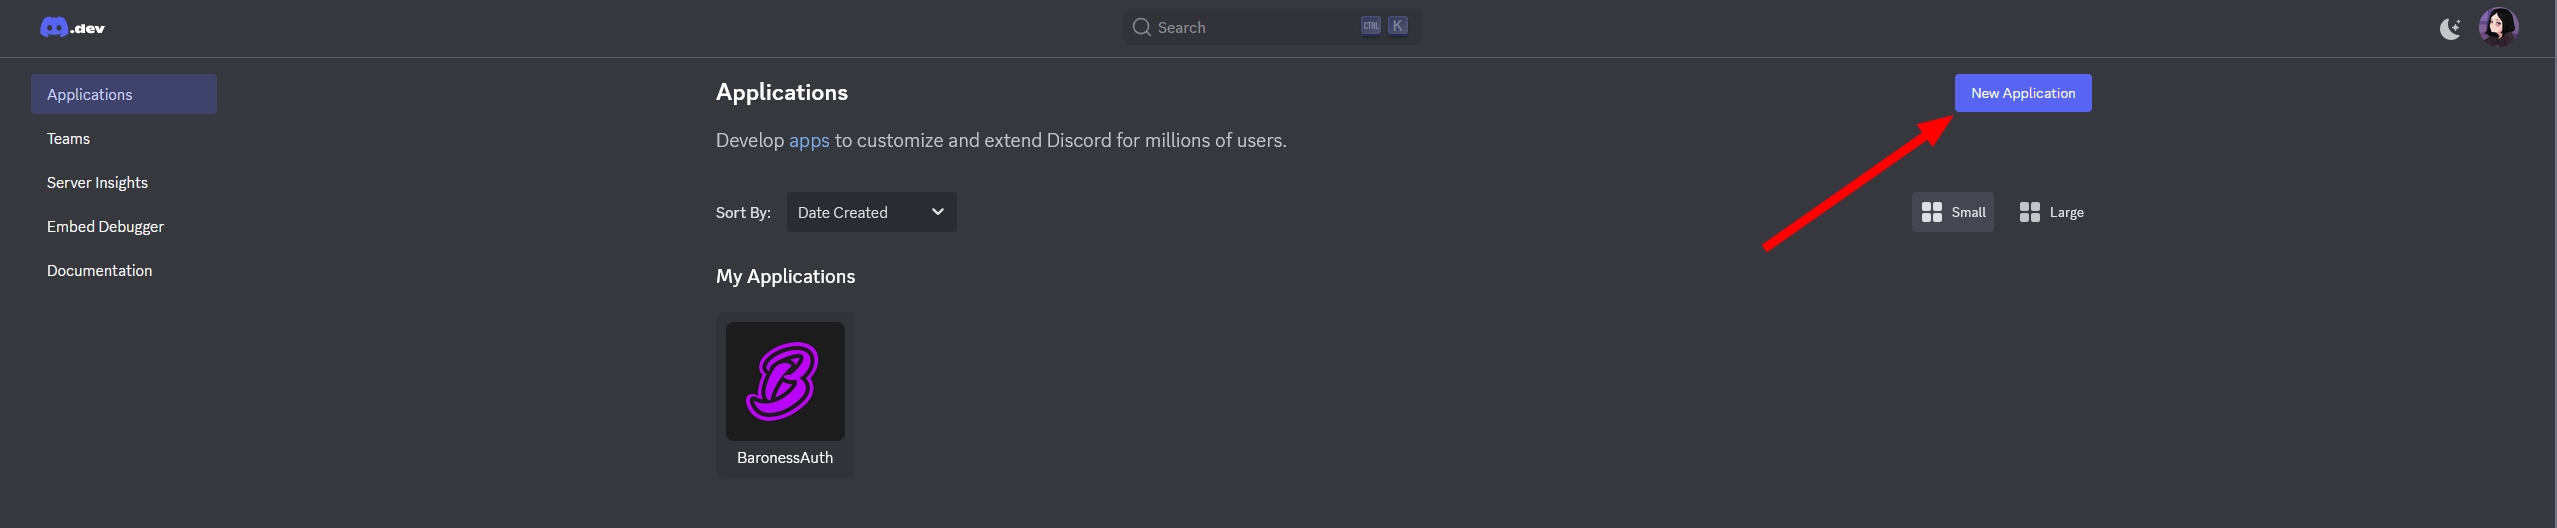 .dev
Search
CTRL K
Applications
Teams
Server Insights
Embed Debugger
Documentation
Applications
New Application
Develop apps to customize and extend Discord for millions of users.
Sort By: Date Created
Small Large
My Applications
B
BaronessAuth